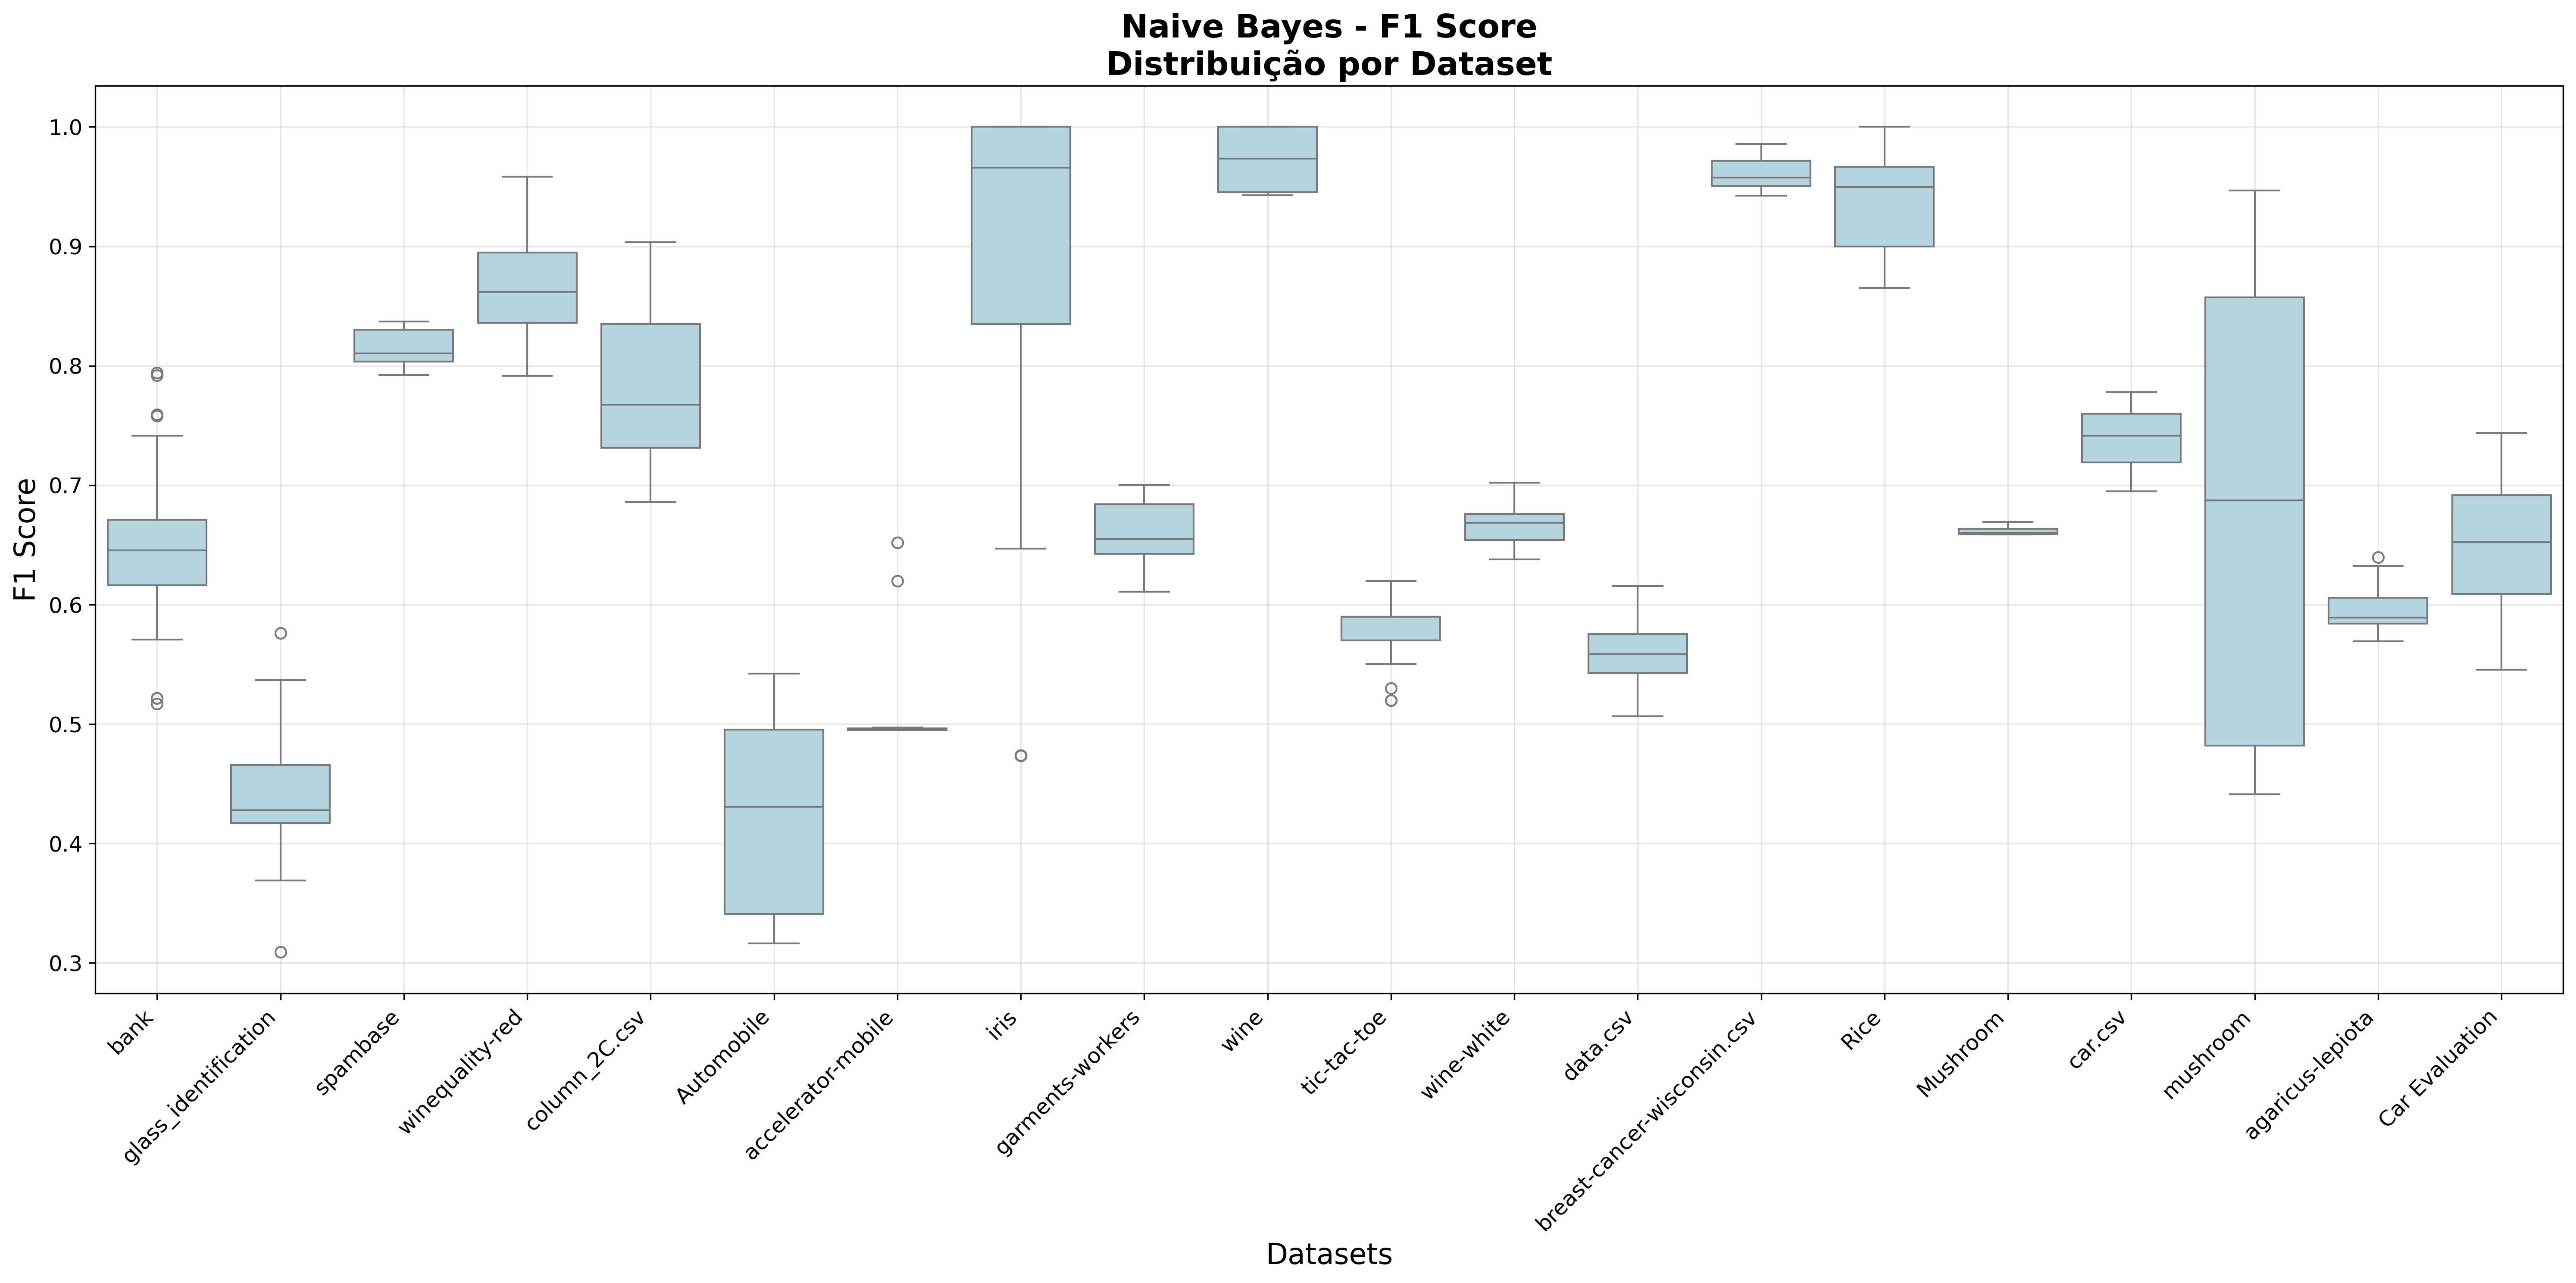 Naive Bayes - F1 Score
Distribuição por Dataset
F1 Score
1.0
0.9
0.8
0.7
0.6
0.5
0.4
0.3
bank
glass_identification
spambase
winequality-red
column_2C.csv
Automobile
accelerator-mobile
iris
garments-workers
wine
tic-tac-toe
wine-white
data.csv
breast-cancer-wisconsin.csv
Rice
Mushroom
car.csv
mushroom
agaricus-lepiota
Car Evaluation
Datasets